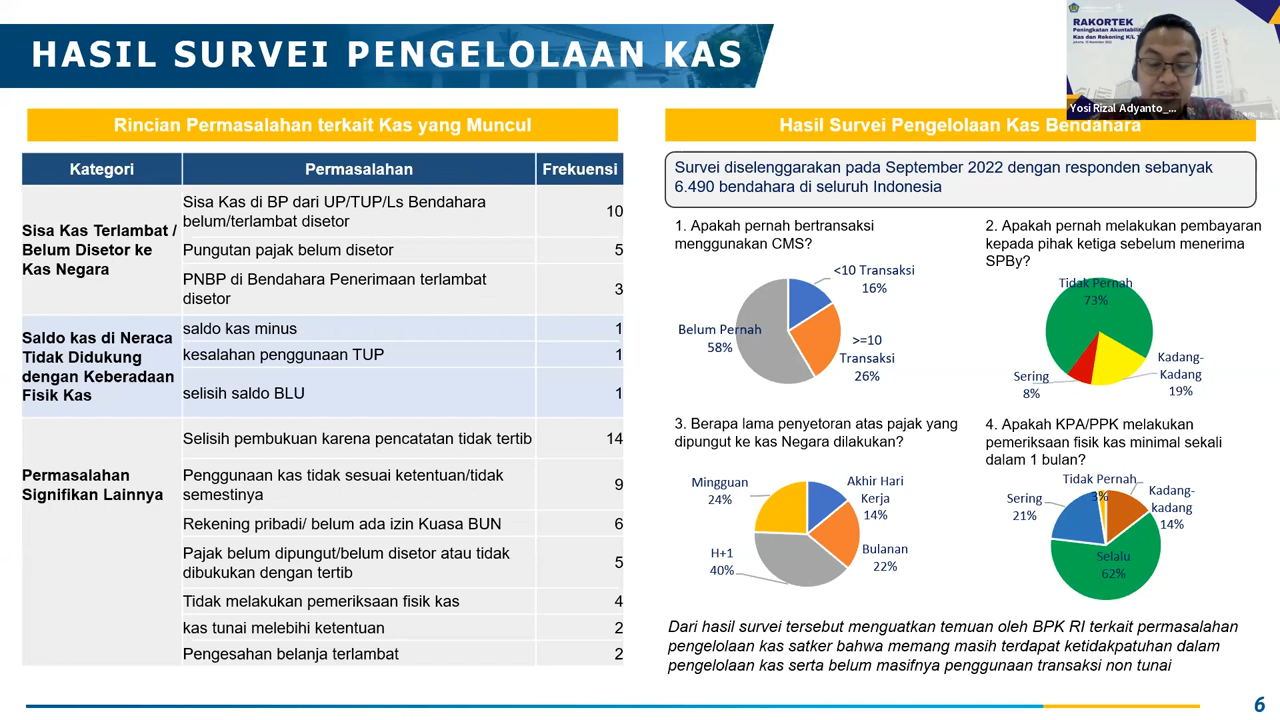 HASIL SURVEI PENGELOLAAN KAS
RAKORTEK
Peningkatan Akuntabilitas
Kas dan Rekening K/L
Jakarta, November 2022
Yosi Rizal Adyanto_...
Rincian Permasalahan terkait Kas yang Muncul
Kategori Permasalahan Frekuensi
Sisa Kas Terlambat /
Belum Disetor ke
Kas Negara
Sisa Kas di BP dari UP/TUP/Ls Bendahara
belum/terlambat disetor
10
Pungutan pajak belum disetor 5
PNBP di Bendahara Penerimaan terlambat
disetor
3
Saldo kas di Neraca
Tidak Didukung
dengan Keberadaan
Fisik Kas
saldo kas minus 1
kesalahan penggunaan TUP 1
selisih saldo BLU 1
Permasalahan
Signifikan Lainnya
Selisih pembukuan karena pencatatan tidak tertib 14
Penggunaan kas tidak sesuai ketentuan/tidak
semestinya
9
Rekening pribadi/ belum ada izin Kuasa BUN 6
Pajak belum dipungut/belum disetor atau tidak
dibukukan dengan tertib
5
Tidak melakukan pemeriksaan fisik kas 4
kas tunai melebihi ketentuan 2
Pengesahan belanja terlambat 2
Hasil Survei Pengelolaan Kas Bendahara
Survei diselenggarakan pada September 2022 dengan responden sebanyak
6.490 bendahara di seluruh Indonesia
1. Apakah pernah bertransaksi
menggunakan CMS?
<10 Transaksi
16%
>=10
Transaksi
26%
Belum Pernah
58%
2. Apakah pernah melakukan pembayaran
kepada pihak ketiga sebelum menerima
SPBy?
Tidak Pernah
73%
Kadang-
Kadang
19%
Sering
8%
3. Berapa lama penyetoran atas pajak yang
dipungut ke kas Negara dilakukan?
Mingguan
24%
Akhir Hari
Kerja
14%
Bulanan
22%
H+1
40%
4. Apakah KPA/PPK melakukan
pemeriksaan fisik kas minimal sekali
dalam 1 bulan?
Tidak Pernah
3%
Kadang-
kadang
14%
Sering
21%
Selalu
62%
Dari hasil survei tersebut menguatkan temuan oleh BPK RI terkait permasalahan
pengelolaan kas satker bahwa memang masih terdapat ketidakpatuhan dalam
pengelolaan kas serta belum masifnya penggunaan transaksi non tunai
6